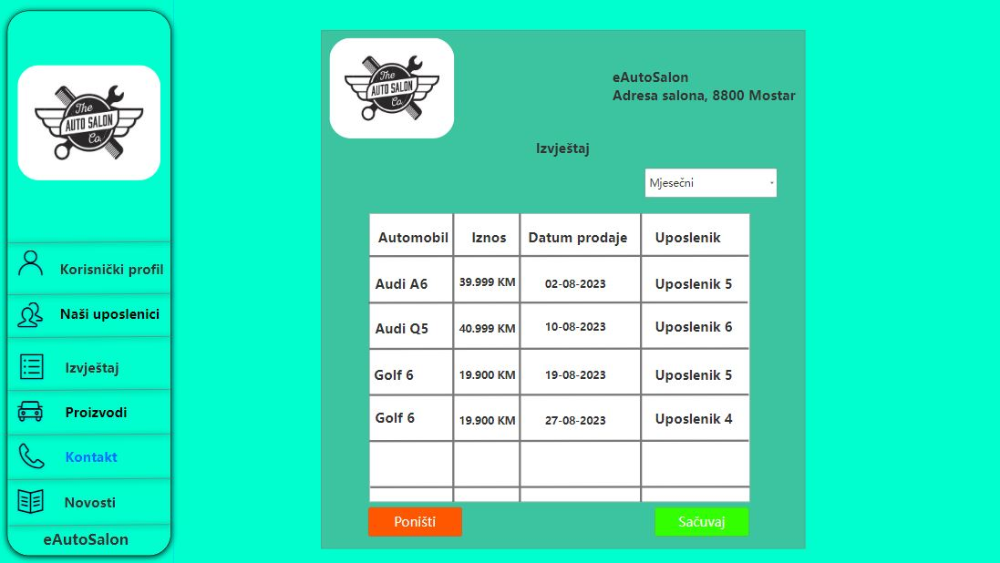 The
AUTO SALON
Co.
Korisnički profil
Naši uposlenici
Izvještaj
Proizvodi
Kontakt
Novosti
eAutoSalon
The
AUTO SALON
Co.
eAutoSalon
Adresa salona, 8800 Mostar
Izvještaj
Mjesečni
Automobil Iznos Datum prodaje Uposlenik
Audi A6 39.999 KM 02-08-2023 Uposlenik 5
Audi Q5 40.999 KM 10-08-2023 Uposlenik 6
Golf 6 19.900 KM 19-08-2023 Uposlenik 5
Golf 6 19.900 KM 27-08-2023 Uposlenik 4
Poništi Sačuvaj